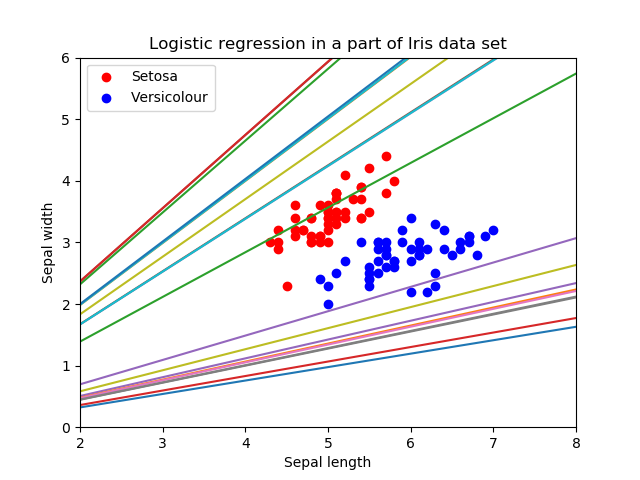 Logistic regression in a part of Iris data set
Setosa
Versicolour
Sepal width
6
5
4
3
2
1
0
2 3 4 5 6 7 8
Sepal length